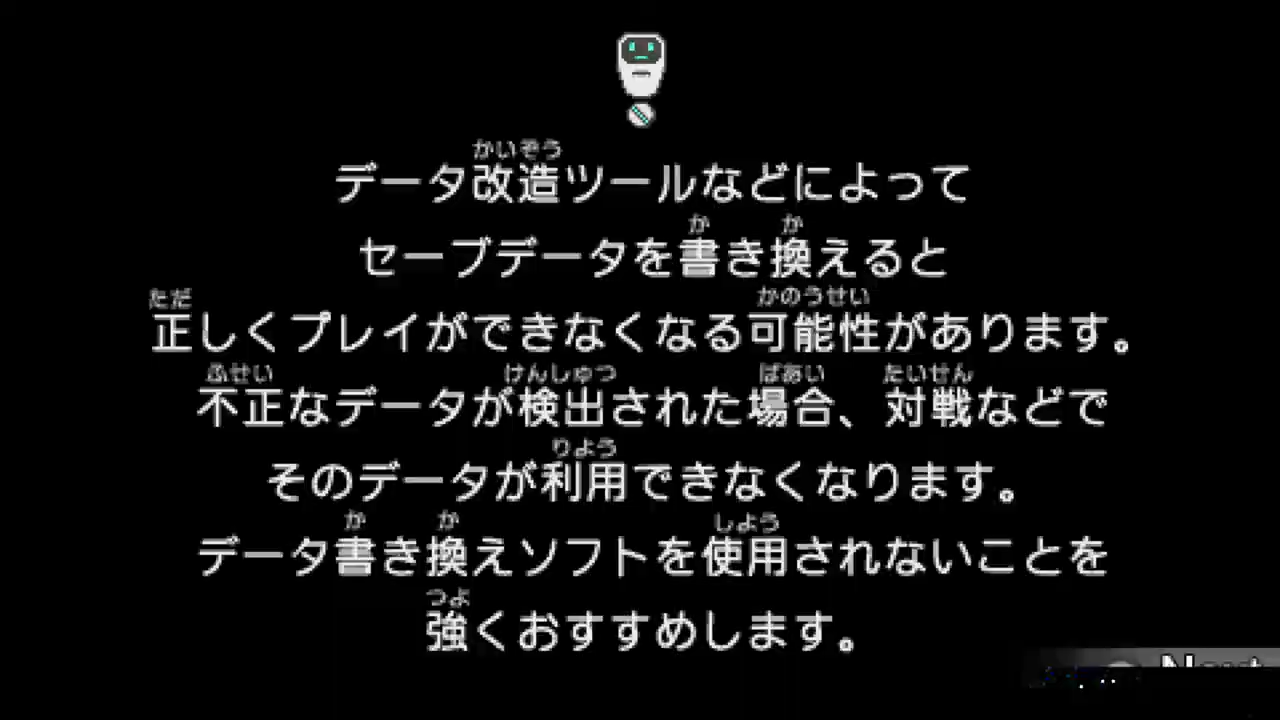 データ改造ツールなどによって
セーブデータを書き換えると
正しくプレイができなくなる可能性があります。
不正なデータが検出された場合、対戦などで
そのデータが利用できなくなります。
データ書き換えソフトを使用されないことを
強くおすすめします。